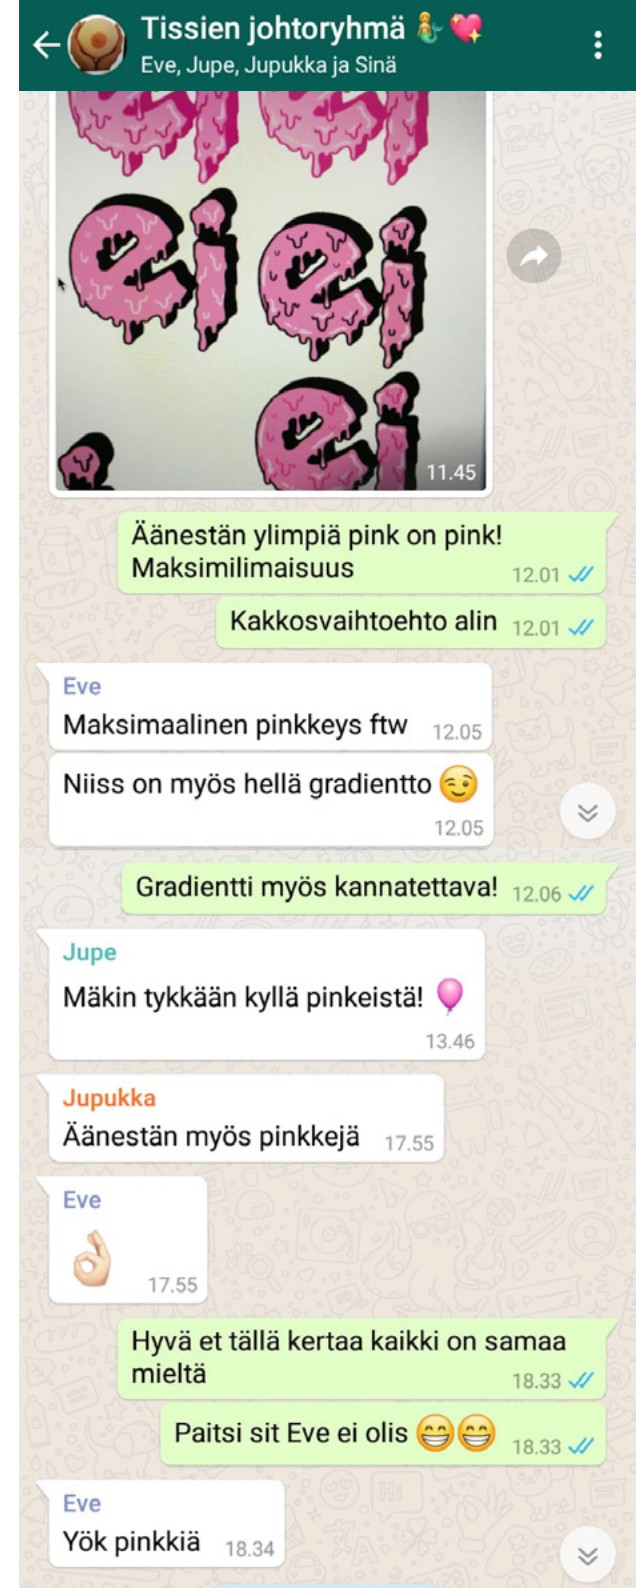 Tissien johtoryhmä 🧜‍♀️💖
Eve, Jupe, Jupukka ja Sinä
ei ei
ei ei
ei
11.45
Äänestän ylimpiä pink on pink!
Maksimilimaisuus 12.01
Kakkosvaihtoehto alin 12.01
Eve
Maksimaalinen pinkkeys ftw 12.05
Niiss on myös hellä gradientto 😉
12.05
Gradientti myös kannatettava! 12.06
Jupe
Mäkin tykkään kyllä pinkeistä! 🎈
13.46
Jupukka
Äänestän myös pinkkejä 17.55
Eve
👌🏻
17.55
Hyvä et tällä kertaa kaikki on samaa
mieltä 18.33
Paitsi sit Eve ei olis 😁😁 18.33
Eve
Yök pinkkiä 18.34